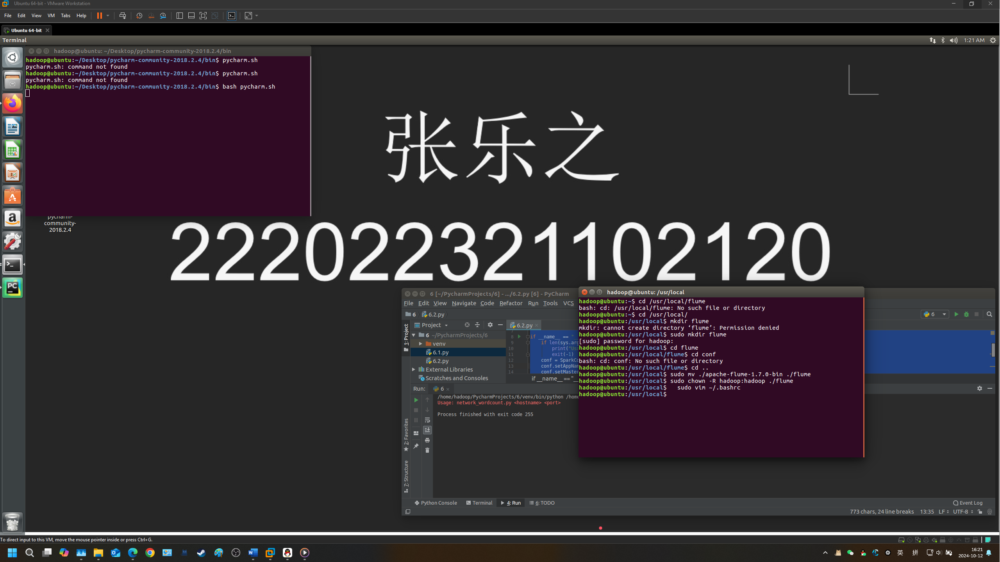 Ubuntu 64-bit - VMware Workstation
File Edit View VM Tabs Help
Ubuntu 64-bit
Terminal
1:21 AM
hadoop@ubuntu: ~/Desktop/pycharm-community-2018.2.4/bin
hadoop@ubuntu:~/Desktop/pycharm-community-2018.2.4/bin$ pycharm.sh
pycharm.sh: command not found
hadoop@ubuntu:~/Desktop/pycharm-community-2018.2.4/bin$ pycharm.sh
pycharm.sh: command not found
hadoop@ubuntu:~/Desktop/pycharm-community-2018.2.4/bin$ bash pycharm.sh
张乐之
pycharm-
community-
2018.2.4
222022321102120
6 [~/PycharmProjects/6] - .../6.2.py [6] - PyCharm
File Edit View Navigate Code Refactor Run Tools VCS
6 6.2.py
6
Project
6.2.py
1: Project
6 ~/PycharmProjects/6
venv
6.1.py
6.2.py
External Libraries
Scratches and Consoles
7
8 if __name__ == "
9 if len(sys.arg
10 print("Usa
11 exit(-1)
12 conf = SparkCo
13 conf.setAppNam
14 conf.setMaster
if __name__ =="__
Run: 6
/home/hadoop/PycharmProjects/6/venv/bin/python /home
Usage: network_wordcount.py <hostname> <port>
Process finished with exit code 255
2: Favorites
7: Structure
Python Console Terminal 4: Run 6: TODO
Event Log
773 chars, 24 line breaks 13:35 LF UTF-8
hadoop@ubuntu: /usr/local
hadoop@ubuntu:~$ cd /usr/local/flume
bash: cd: /usr/local/flume: No such file or directory
hadoop@ubuntu:~$ cd /usr/local/
hadoop@ubuntu:/usr/local$ mkdir flume
mkdir: cannot create directory ‘flume’: Permission denied
hadoop@ubuntu:/usr/local$ sudo mkdir flume
[sudo] password for hadoop:
hadoop@ubuntu:/usr/local$ cd flume
hadoop@ubuntu:/usr/local/flume$ cd conf
bash: cd: conf: No such file or directory
hadoop@ubuntu:/usr/local/flume$ cd ..
hadoop@ubuntu:/usr/local$ sudo mv ./apache-flume-1.7.0-bin ./flume
hadoop@ubuntu:/usr/local$ sudo chown -R hadoop:hadoop ./flume
hadoop@ubuntu:/usr/local$   sudo vim ~/.bashrc
hadoop@ubuntu:/usr/local$
To direct input to this VM, move the mouse pointer inside or press Ctrl+G.
英 拼
16:21
2024-10-12